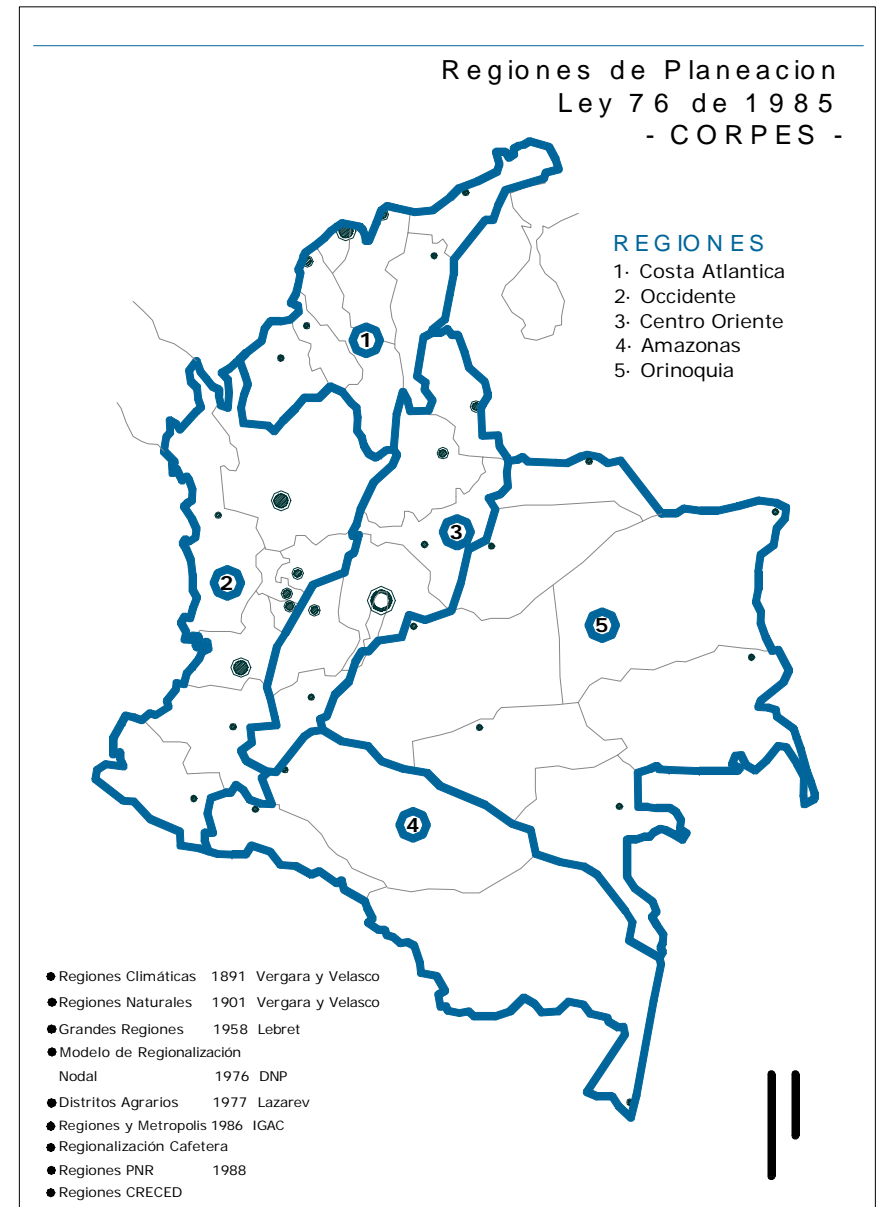 Regiones de Planeacion
Ley 76 de 1985
- CORPES -
REGIONES
1· Costa Atlantica
2· Occidente
3· Centro Oriente
4· Amazonas
5· Orinoquia
1
3
2
5
4
Regiones Climáticas 1891 Vergara y Velasco
Regiones Naturales 1901 Vergara y Velasco
Grandes Regiones 1958 Lebret
Modelo de Regionalización
Nodal 1976 DNP
Distritos Agrarios 1977 Lazarev
Regiones y Metropolis 1986 IGAC
Regionalización Cafetera
Regiones PNR 1988
Regiones CRECED